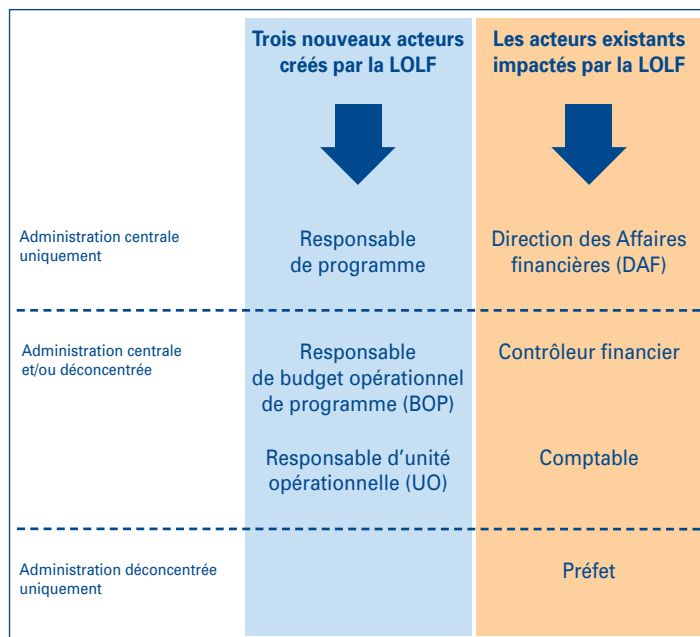 Trois nouveaux acteurs
créés par la LOLF
Les acteurs existants
impactés par la LOLF
Administration centrale
uniquement
Responsable
de programme
Direction des Affaires
financières (DAF)
Administration centrale
et/ou déconcentrée
Responsable
de budget opérationnel
de programme (BOP)
Contrôleur financier
Responsable d’unité
opérationnelle (UO)
Comptable
Administration déconcentrée
uniquement
Préfet